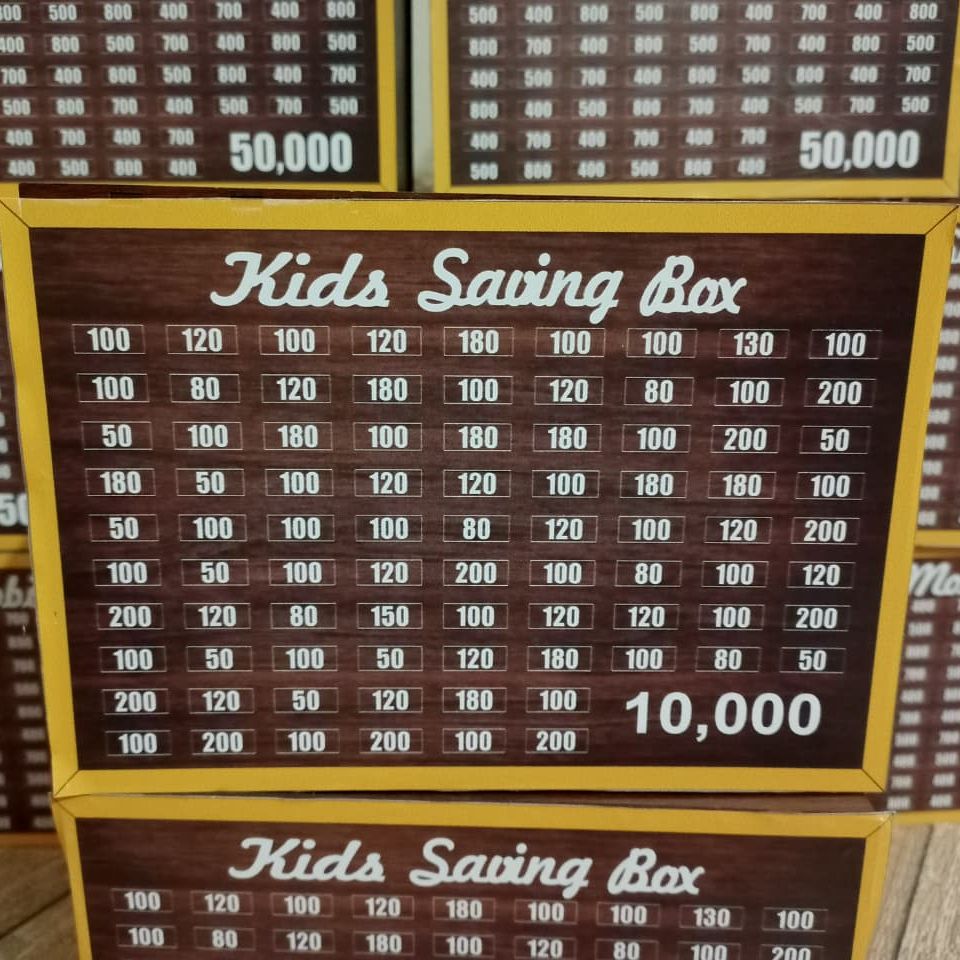 500 400 800
400 800 500 700 400 800 500
700 400 800 500 800 400 700
500 800 700 400 500 700 500
400 700 400 700
400 500 800 400
50,000
500 400 800 500 400 800 700 400 800
800 700 400 800 500 700 400 800 500
400 500 700 400 800 500 800 400 700
800 400 500 800 700 400 500 700 500
400 700 800 400 400 700
500 800 400 500 800 400
50,000
Kids Saving Box
100 120 100 120 180 100 100 130 100
100 80 120 180 100 120 80 100 200
50 100 180 100 180 180 100 200 50
180 50 100 120 120 100 180 180 100
50 100 100 100 80 120 100 120 200
100 50 100 120 200 100 80 100 120
200 120 80 150 100 120 120 100 200
100 50 100 50 120 180 100 80 50
200 120 50 120 180 100
100 200 100 200 100 200
10,000
Kids Saving Box
100 120 100 120 180 100 100 130 100
100 80 120 180 100 120 80 100 200